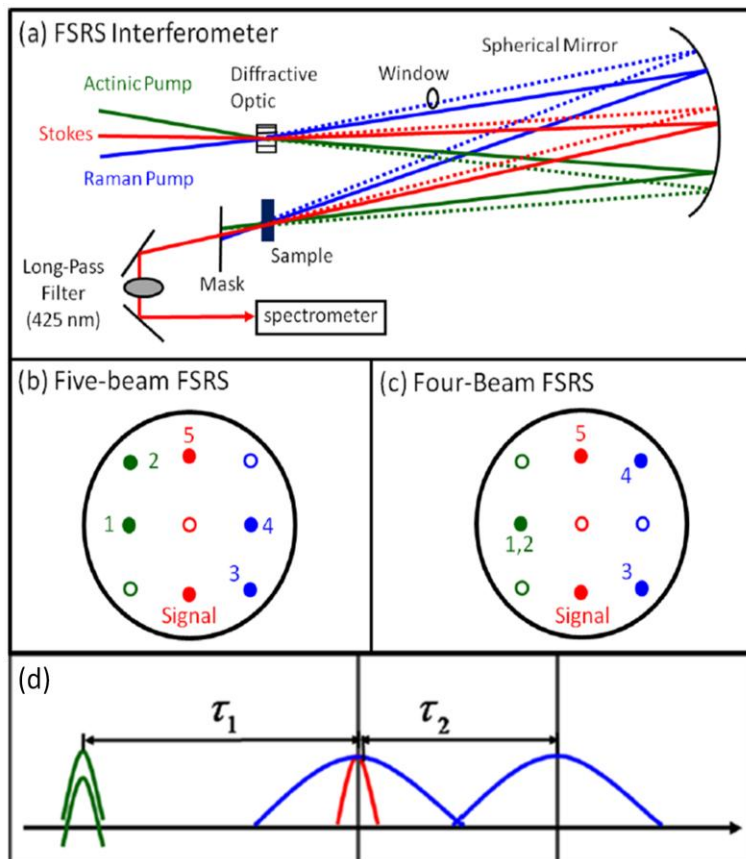 (a) FSRS Interferometer
Spherical Mirror
Actinic Pump
Diffractive
Optic
Window
Stokes
Raman Pump
Long-Pass
Filter
(425 nm)
Mask
Sample
spectrometer
(b) Five-beam FSRS
5
2
1
4
3
Signal
(c) Four-Beam FSRS
5
4
1,2
3
Signal
(d)
τ₁
τ₂